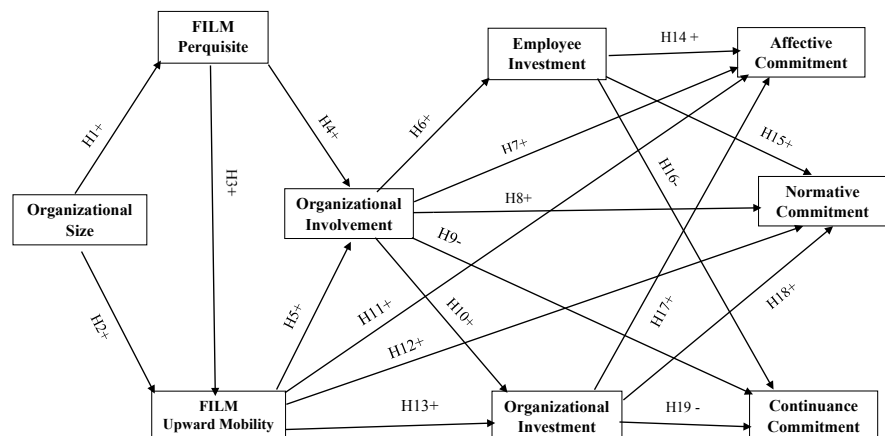 FILM
Perquisite
Employee
Investment
H14 +
Affective
Commitment
H1+
H4+
H6+
H7+
H15+
H3+
H16-
Organizational
Size
Organizational
Involvement
H8+
Normative
Commitment
H9-
H2+
H5+
H11+
H10+
H17+
H18+
H12+
FILM
Upward Mobility
H13+
Organizational
Investment
H19 -
Continuance
Commitment